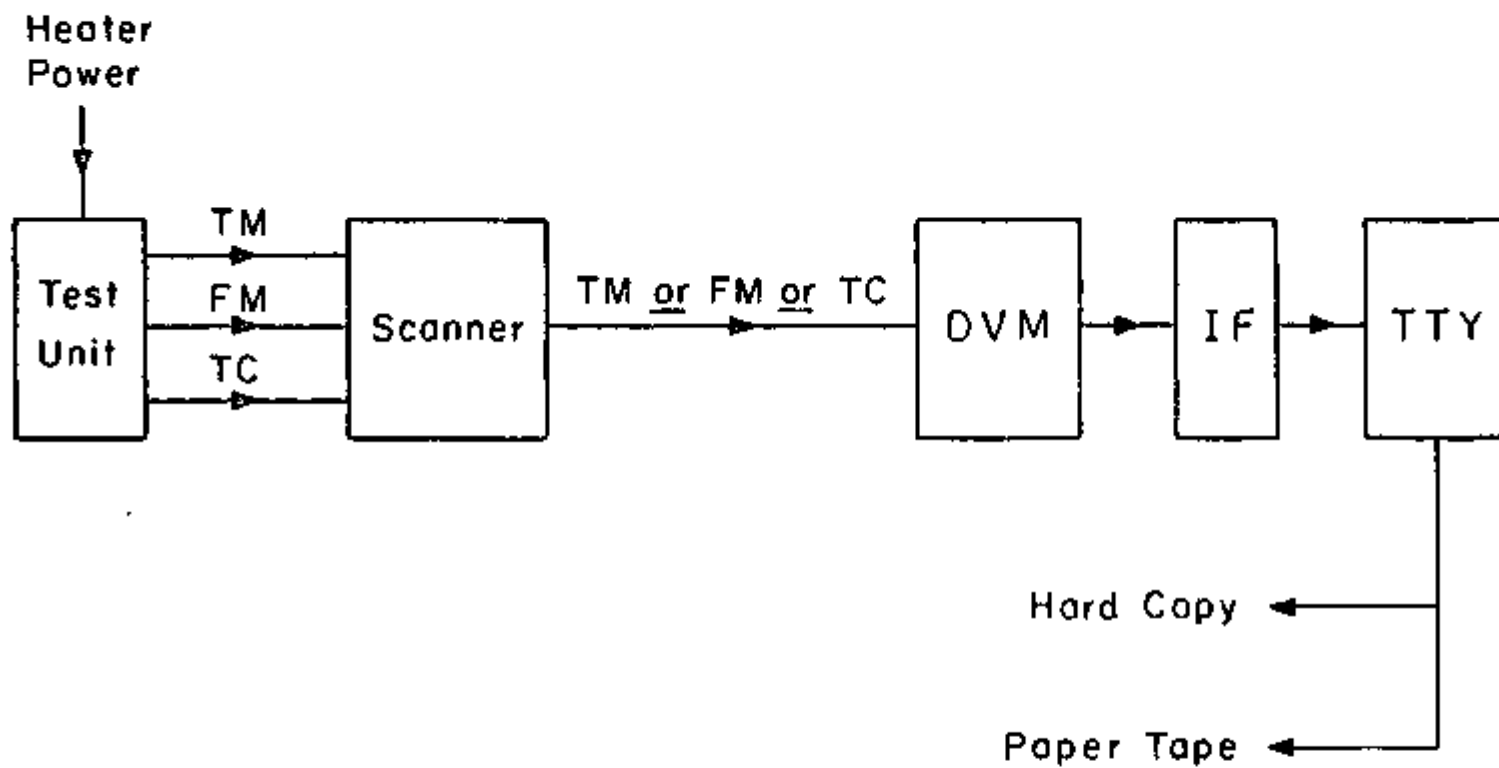 Heater
Power
TM
FM
TC
Test
Unit
Scanner
TM or FM or TC
DVM
IF
TTY
Hard Copy
Paper Tape